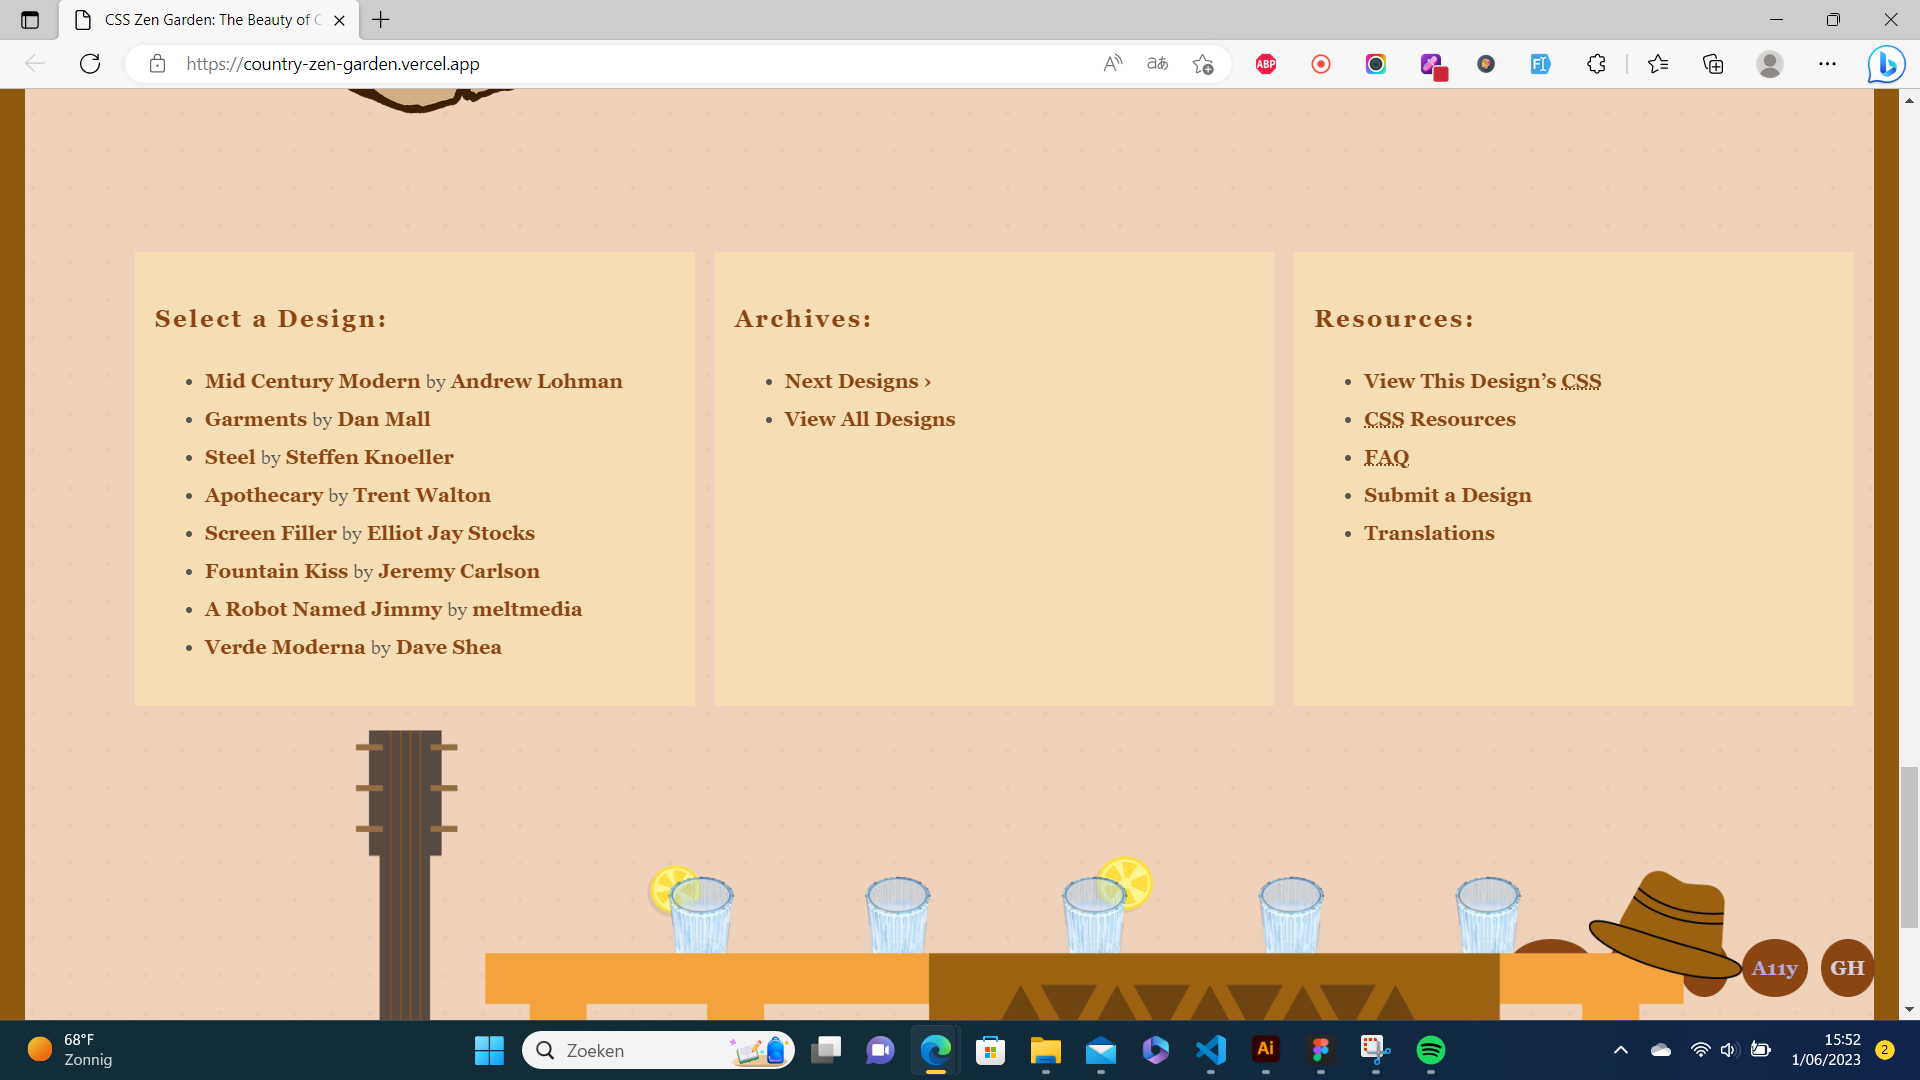 CSS Zen Garden: The Beauty of C
https://country-zen-garden.vercel.app
ABP
Select a Design:
Mid Century Modern by Andrew Lohman
Garments by Dan Mall
Steel by Steffen Knoeller
Apothecary by Trent Walton
Screen Filler by Elliot Jay Stocks
Fountain Kiss by Jeremy Carlson
A Robot Named Jimmy by meltmedia
Verde Moderna by Dave Shea
Archives:
Next Designs ›
View All Designs
Resources:
View This Design’s CSS
CSS Resources
FAQ
Submit a Design
Translations
A11y
GH
68°F
Zonnig
Zoeken
Ai
15:52
1/06/2023
2